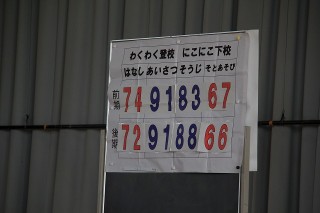 わくわく登校 にこにこ下校
はなし あいさつ そうじ そとあそび
前期 74 91 83 67
後期 72 91 88 66